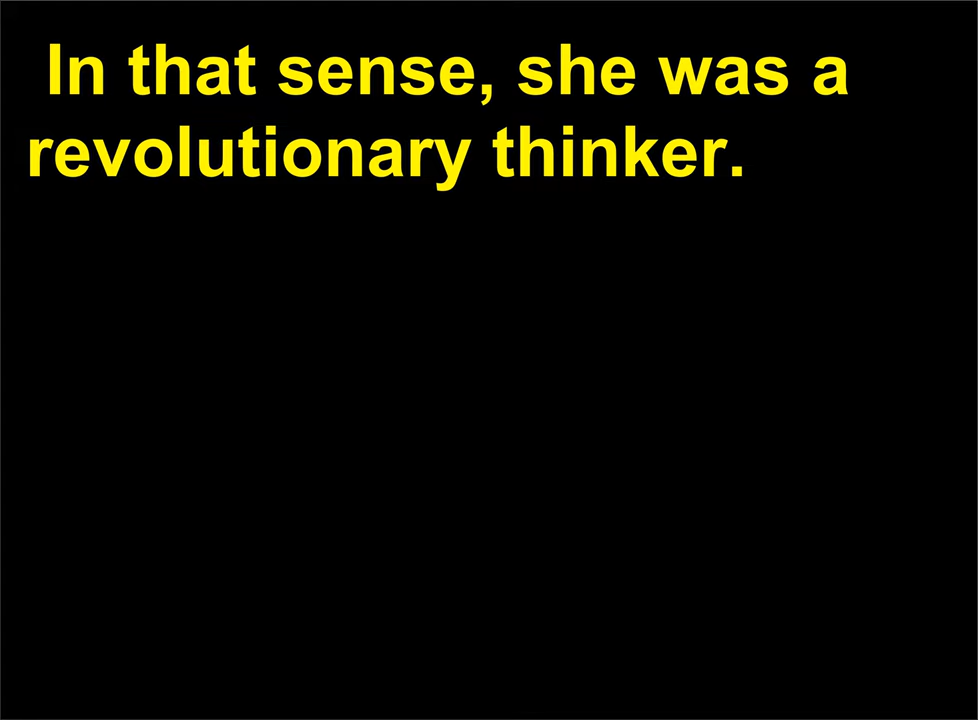 In that sense, she was a
revolutionary thinker.